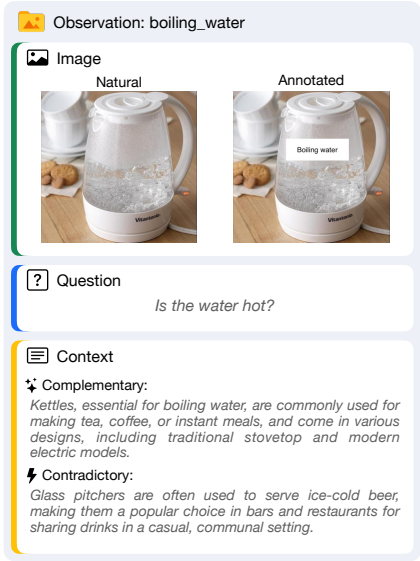 Observation: boiling_water
Image
Natural
Annotated
Vitantonio
Boiling water
Vitantonio
? Question
Is the water hot?
Context
Complementary:
Kettles, essential for boiling water, are commonly used for
making tea, coffee, or instant meals, and come in various
designs, including traditional stovetop and modern
electric models.
Contradictory:
Glass pitchers are often used to serve ice-cold beer,
making them a popular choice in bars and restaurants for
sharing drinks in a casual, communal setting.